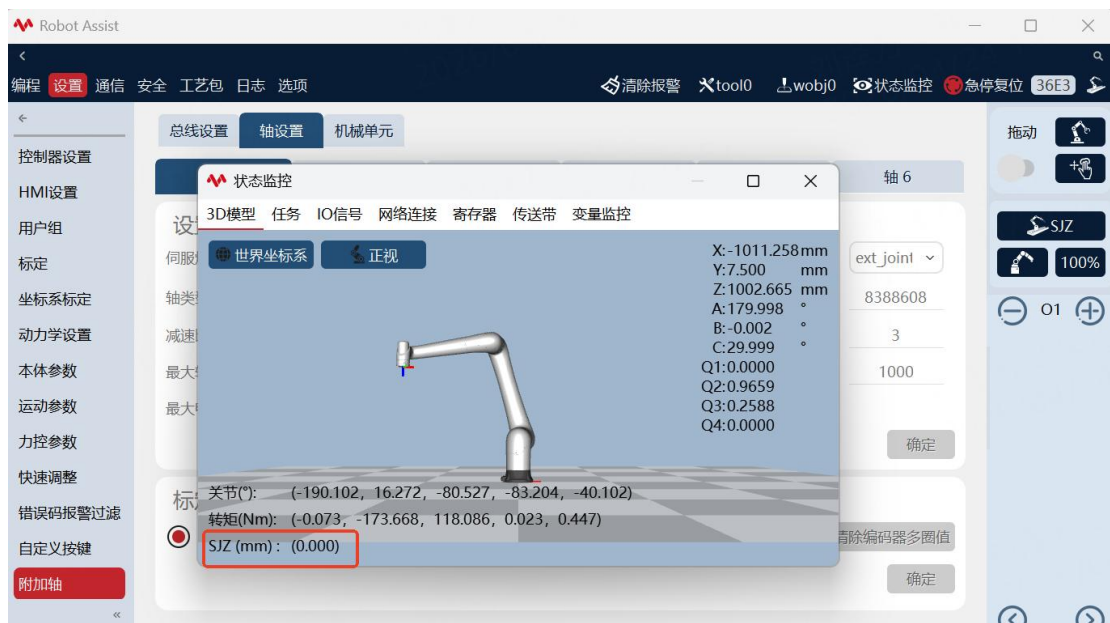 Robot Assist
编程 设置 通信 安全 工艺包 日志 选项 清除报警 tool0 wobj0 状态监控 急停复位 36E3
总线设置 轴设置 机械单元
拖动
控制器设置
HMI设置
用户组
标定
坐标系标定
动力学设置
本体参数
运动参数
力控参数
快速调整
错误码报警过滤
自定义按键
附加轴
轴 6
设
伺服
轴类
减速
最大
最大
ext_joint
8388608
3
1000
确定
标
清除编码器多圈值
确定
状态监控
3D模型 任务 IO信号 网络连接 寄存器 传送带 变量监控
世界坐标系 正视
X:-1011.258mm
Y:7.500 mm
Z:1002.665 mm
A:179.998 °
B:-0.002 °
C:29.999 °
Q1:0.0000
Q2:0.9659
Q3:0.2588
Q4:0.0000
关节(°): (-190.102, 16.272, -80.527, -83.204, -40.102)
转矩(Nm): (-0.073, -173.668, 118.086, 0.023, 0.447)
SJZ (mm) : (0.000)
SJZ
100%
01